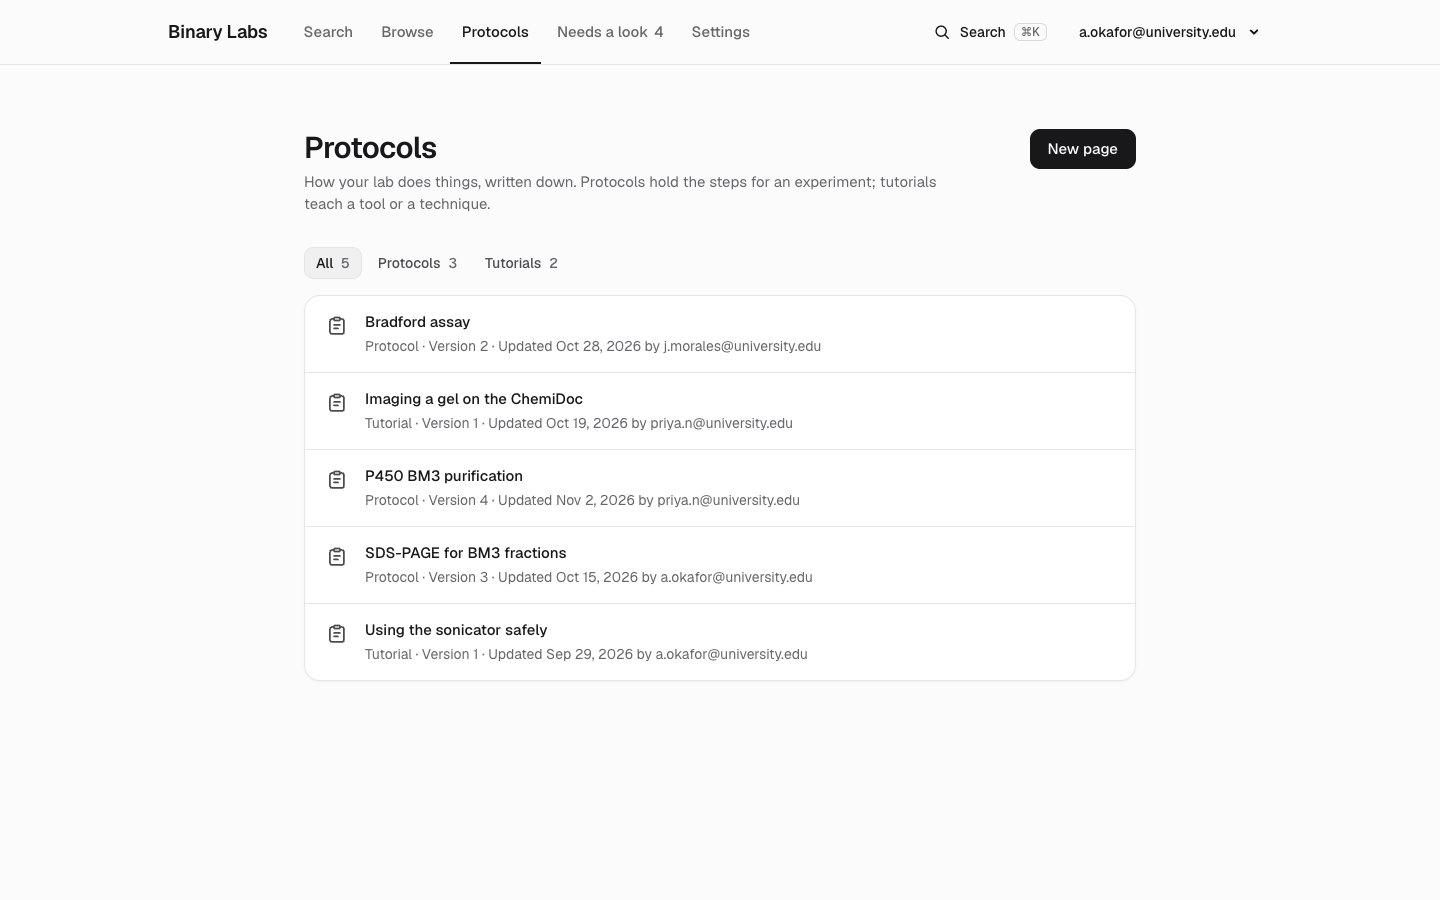 Binary Labs Search Browse Protocols Needs a look 4 Settings Search ⌘K a.okafor@university.edu
Protocols
New page
How your lab does things, written down. Protocols hold the steps for an experiment; tutorials
teach a tool or a technique.
All 5 Protocols 3 Tutorials 2
Bradford assay
Protocol · Version 2 · Updated Oct 28, 2026 by j.morales@university.edu
Imaging a gel on the ChemiDoc
Tutorial · Version 1 · Updated Oct 19, 2026 by priya.n@university.edu
P450 BM3 purification
Protocol · Version 4 · Updated Nov 2, 2026 by priya.n@university.edu
SDS-PAGE for BM3 fractions
Protocol · Version 3 · Updated Oct 15, 2026 by a.okafor@university.edu
Using the sonicator safely
Tutorial · Version 1 · Updated Sep 29, 2026 by a.okafor@university.edu